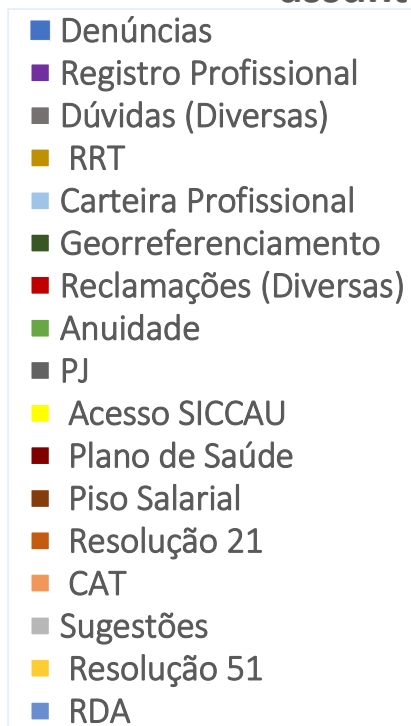 Denúncias
Registro Profissional
Dúvidas (Diversas)
RRT
Carteira Profissional
Georreferenciamento
Reclamações (Diversas)
Anuidade
PJ
Acesso SICCAU
Plano de Saúde
Piso Salarial
Resolução 21
CAT
Sugestões
Resolução 51
RDA